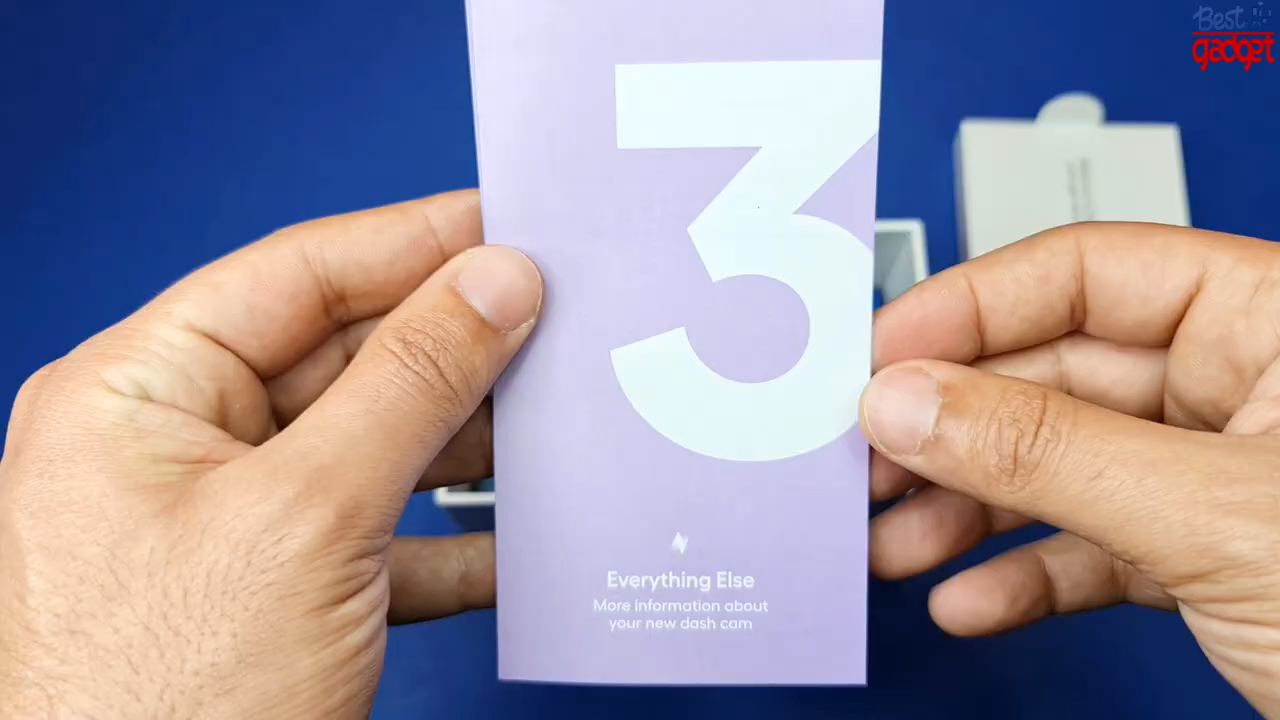 Best
gadget
3
Everything Else
More information about
your new dash cam